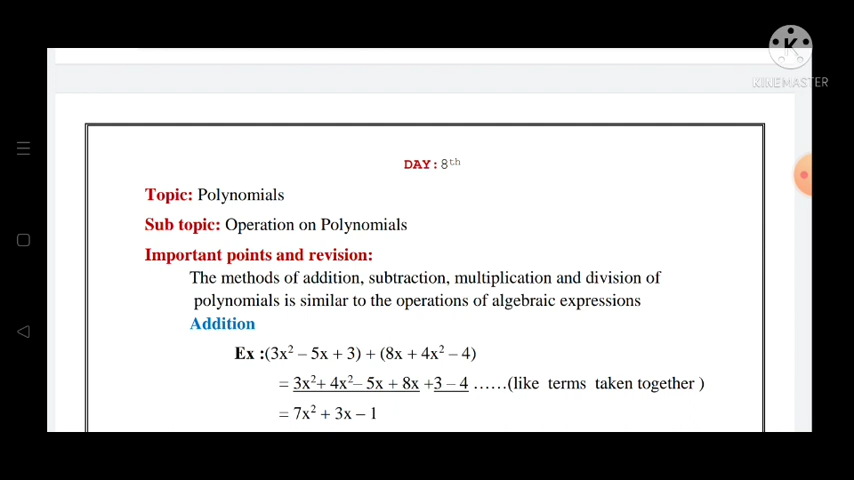 KINEMASTER
DAY:8th
Topic: Polynomials
Sub topic: Operation on Polynomials
Important points and revision:
The methods of addition, subtraction, multiplication and division of
polynomials is similar to the operations of algebraic expressions
Addition
Ex :(3x² – 5x + 3) + (8x + 4x² – 4)
= 3x²+ 4x²– 5x + 8x +3 – 4 ……(like terms taken together )
= 7x² + 3x – 1